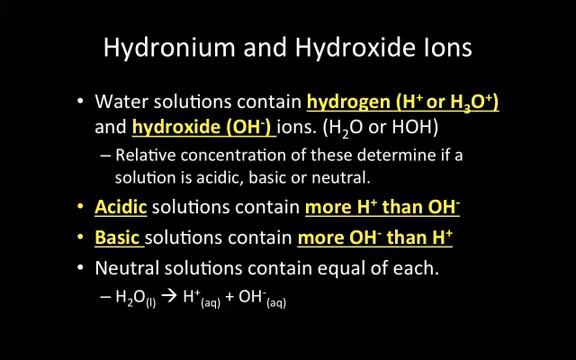 Hydronium and Hydroxide Ions
• Water solutions contain hydrogen (H⁺ or H₃O⁺)
and hydroxide (OH⁻) ions. (H₂O or HOH)
– Relative concentration of these determine if a
solution is acidic, basic or neutral.
• Acidic solutions contain more H⁺ than OH⁻
• Basic solutions contain more OH⁻ than H⁺
• Neutral solutions contain equal of each.
– H₂O₍l₎ → H⁺₍aq₎ + OH⁻₍aq₎